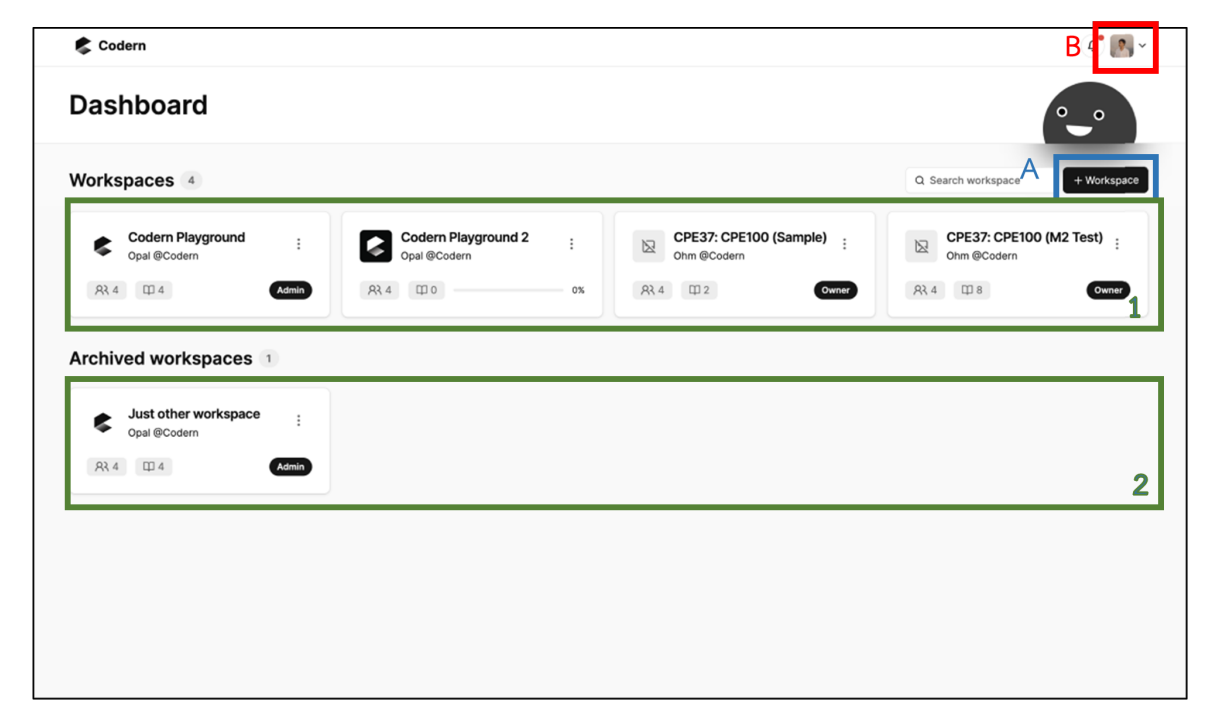 Codern
B
Dashboard
Workspaces 4
Search workspace
A
+ Workspace
Codern Playground
Opal @Codern
4 4 Admin
Codern Playground 2
Opal @Codern
4 0 0%
CPE37: CPE100 (Sample)
Ohm @Codern
4 2 Owner
CPE37: CPE100 (M2 Test)
Ohm @Codern
4 8 Owner
1
Archived workspaces 1
Just other workspace
Opal @Codern
4 4 Admin
2